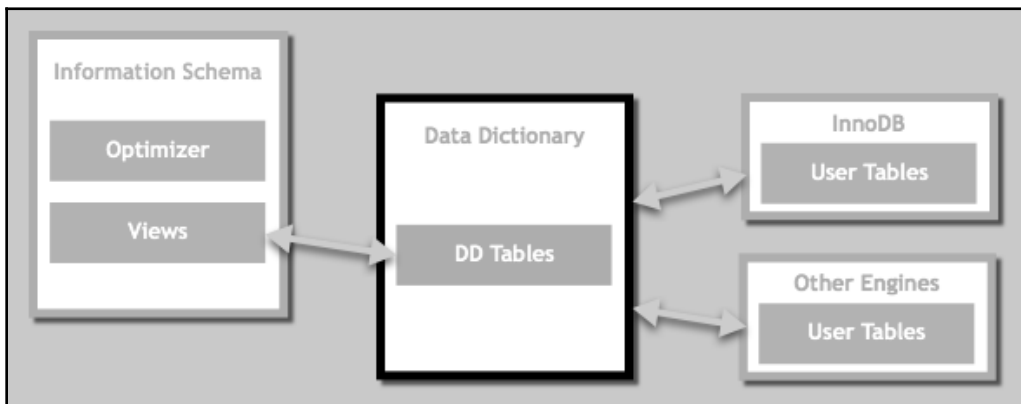 Information Schema
Optimizer
Views
Data Dictionary
DD Tables
InnoDB
User Tables
Other Engines
User Tables